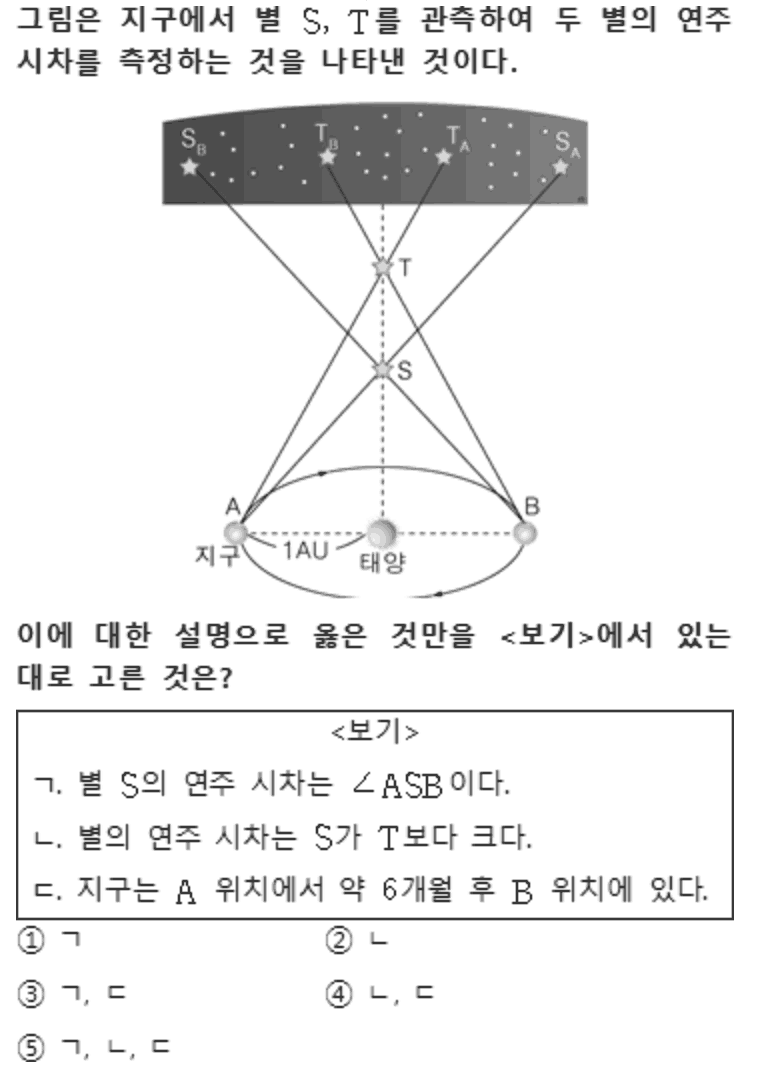 그림은 지구에서 별 S, T를 관측하여 두 별의 연주
시차를 측정하는 것을 나타낸 것이다.
S_B T_B T_A S_A
T
S
A B
지구 1AU 태양
이에 대한 설명으로 옳은 것만을 <보기>에서 있는
대로 고른 것은?
<보기>
ㄱ. 별 S의 연주 시차는 ∠ASB이다.
ㄴ. 별의 연주 시차는 S가 T보다 크다.
ㄷ. 지구는 A 위치에서 약 6개월 후 B 위치에 있다.
① ㄱ ② ㄴ
③ ㄱ, ㄷ ④ ㄴ, ㄷ
⑤ ㄱ, ㄴ, ㄷ